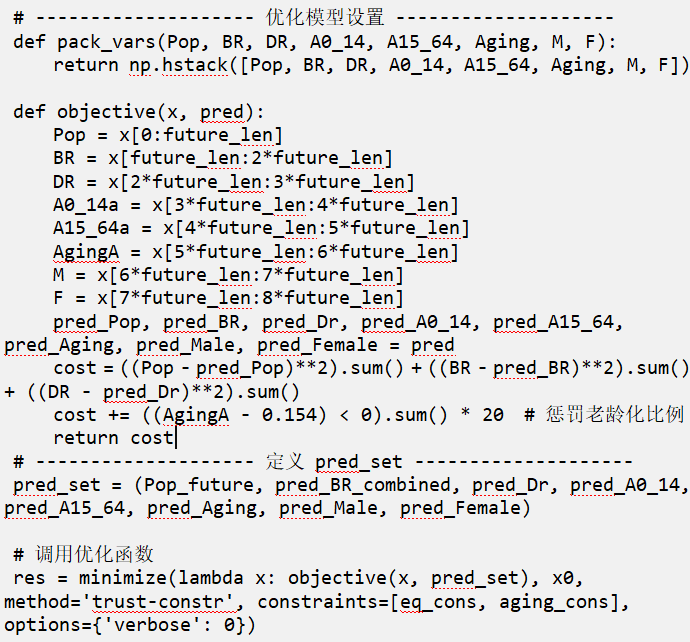 # -------------------- 优化模型设置 --------------------
def pack_vars(Pop, BR, DR, A0_14, A15_64, Aging, M, F):
    return np.hstack([Pop, BR, DR, A0_14, A15_64, Aging, M, F])

def objective(x, pred):
    Pop = x[0:future_len]
    BR = x[future_len:2*future_len]
    DR = x[2*future_len:3*future_len]
    A0_14a = x[3*future_len:4*future_len]
    A15_64a = x[4*future_len:5*future_len]
    AgingA = x[5*future_len:6*future_len]
    M = x[6*future_len:7*future_len]
    F = x[7*future_len:8*future_len]
    pred_Pop, pred_BR, pred_Dr, pred_A0_14, pred_A15_64,
pred_Aging, pred_Male, pred_Female = pred
    cost = ((Pop - pred_Pop)**2).sum() + ((BR - pred_BR)**2).sum()
+ ((DR - pred_Dr)**2).sum()
    cost += ((AgingA - 0.154) < 0).sum() * 20  # 惩罚老龄化比例
    return cost
# -------------------- 定义 pred_set --------------------
pred_set = (Pop_future, pred_BR_combined, pred_Dr, pred_A0_14,
pred_A15_64, pred_Aging, pred_Male, pred_Female)

# 调用优化函数
res = minimize(lambda x: objective(x, pred_set), x0,
method='trust-constr', constraints=[eq_cons, aging_cons],
options={'verbose': 0})